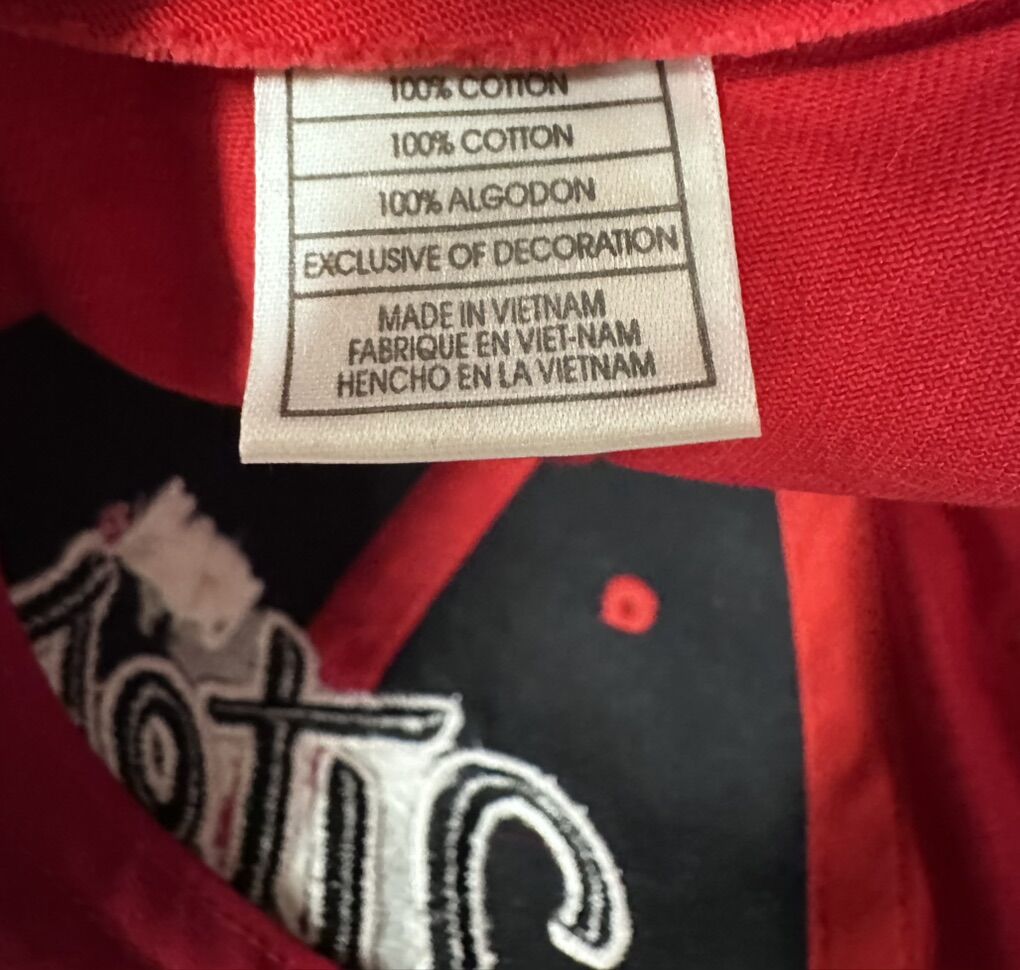 100% COTTON
100% COTTON
100% ALGODON
EXCLUSIVE OF DECORATION
MADE IN VIETNAM
FABRIQUE EN VIET-NAM
HENCHO EN LA VIETNAM